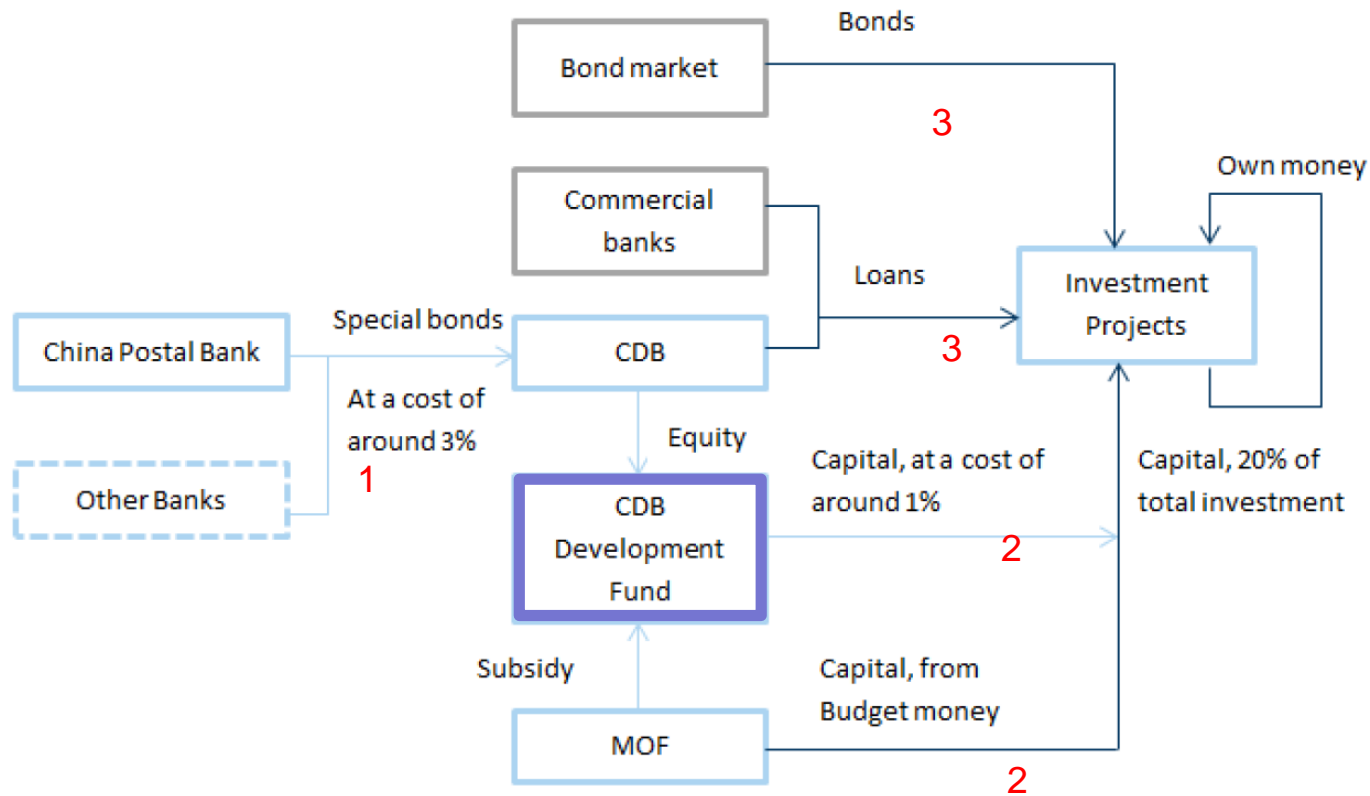 Bonds
Bond market
3
Own money
Commercial
banks
Loans
Investment
Projects
Special bonds
China Postal Bank
CDB
3
At a cost of
around 3%
1
Equity
Capital, at a cost of
around 1%
Capital, 20% of
total investment
Other Banks
CDB
Development
Fund
2
Subsidy
Capital, from
Budget money
MOF
2